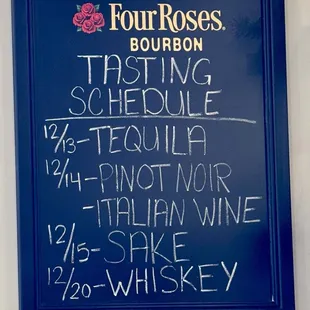 Four Roses.
BOURBON
TASTING
SCHEDULE
12/13-TEQUILA
12/14-PINOT NOIR
-ITALIAN WINE
12/15-SAKE
12/20-WHISKEY